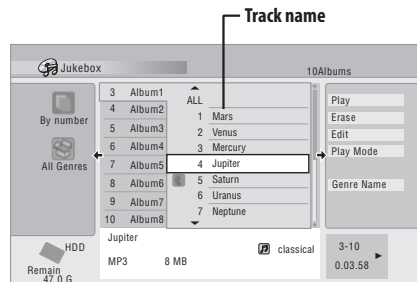 Track name
Jukebox
10Albums
3 Album1
4 Album2
5 Album3
6 Album4
7 Album5
8 Album6
9 Album7
10 Album8
ALL
1 Mars
2 Venus
3 Mercury
4 Jupiter
5 Saturn
6 Uranus
7 Neptune
By number
All Genres
Play
Erase
Edit
Play Mode
Genre Name
HDD
Remain
47.0 G
Jupiter
MP3 8 MB
classical
3-10
0.03.58